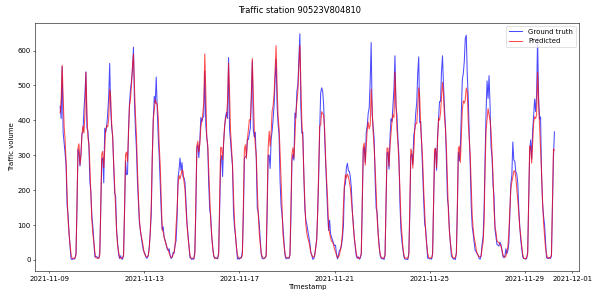 Traffic station 90523V804810
Ground truth
Predicted
Traffic volume
600
500
400
300
200
100
0
2021-11-09
2021-11-13
2021-11-17
2021-11-21
2021-11-25
2021-11-29
2021-12-01
Timestamp